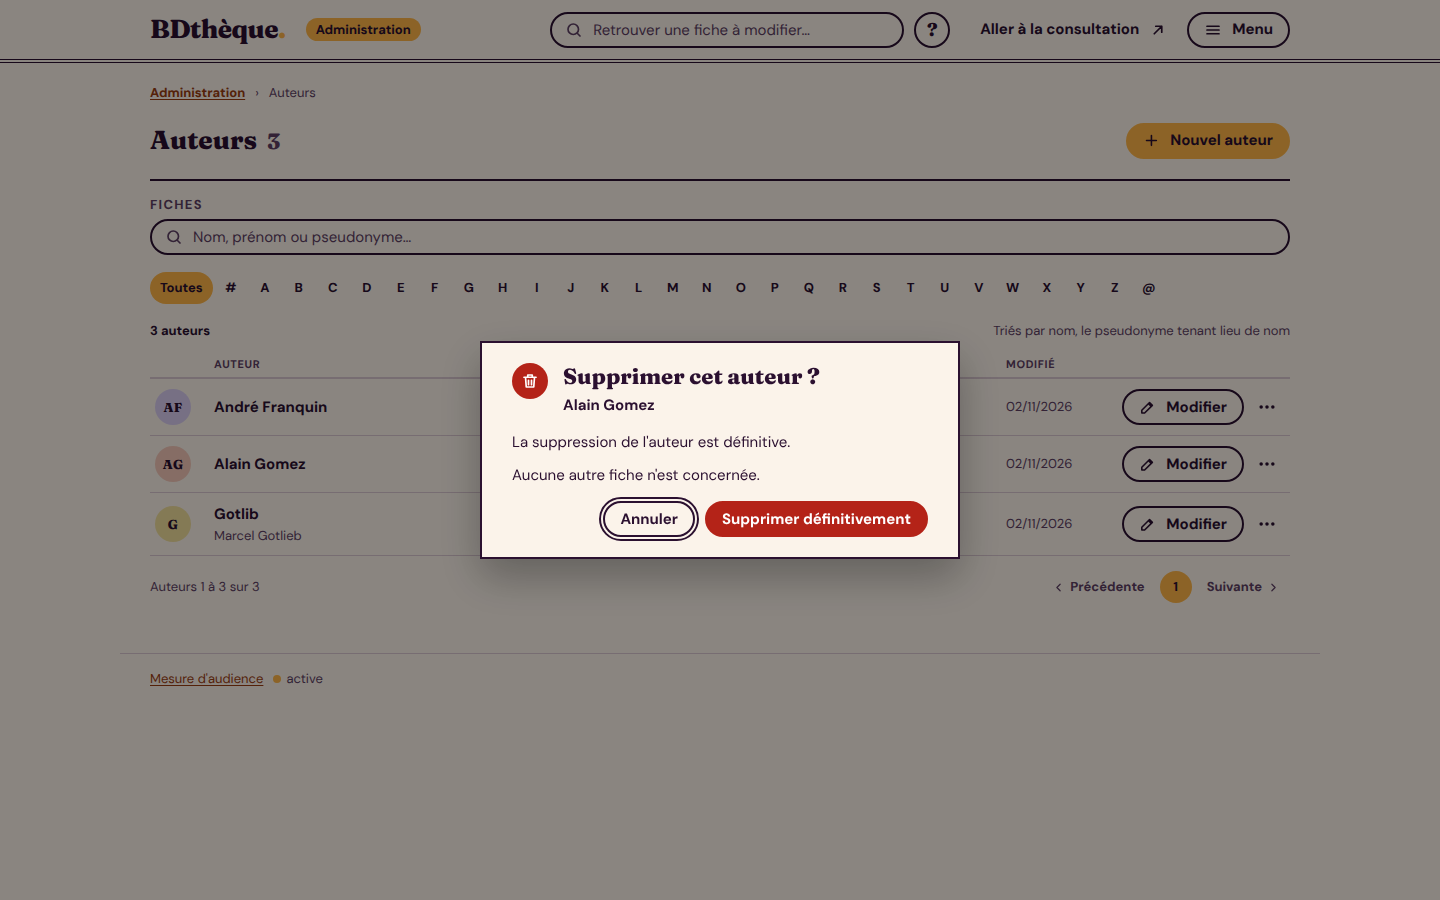 BDthèque.
Administration
Retrouver une fiche à modifier…
?
Aller à la consultation
Menu
Administration › Auteurs
Auteurs 3
Nouvel auteur
FICHES
Nom, prénom ou pseudonyme…
Toutes # A B C D E F G H I J K L M N O P Q R S T U V W X Y Z @
3 auteurs
Triés par nom, le pseudonyme tenant lieu de nom
AUTEUR
MODIFIÉ
AF André Franquin 02/11/2026 Modifier
AG Alain Gomez 02/11/2026 Modifier
G Gotlib 02/11/2026 Modifier
Marcel Gotlieb
Supprimer cet auteur ?
Alain Gomez
La suppression de l'auteur est définitive.
Aucune autre fiche n'est concernée.
Annuler
Supprimer définitivement
Auteurs 1 à 3 sur 3
‹ Précédente 1 Suivante ›
Mesure d'audience active